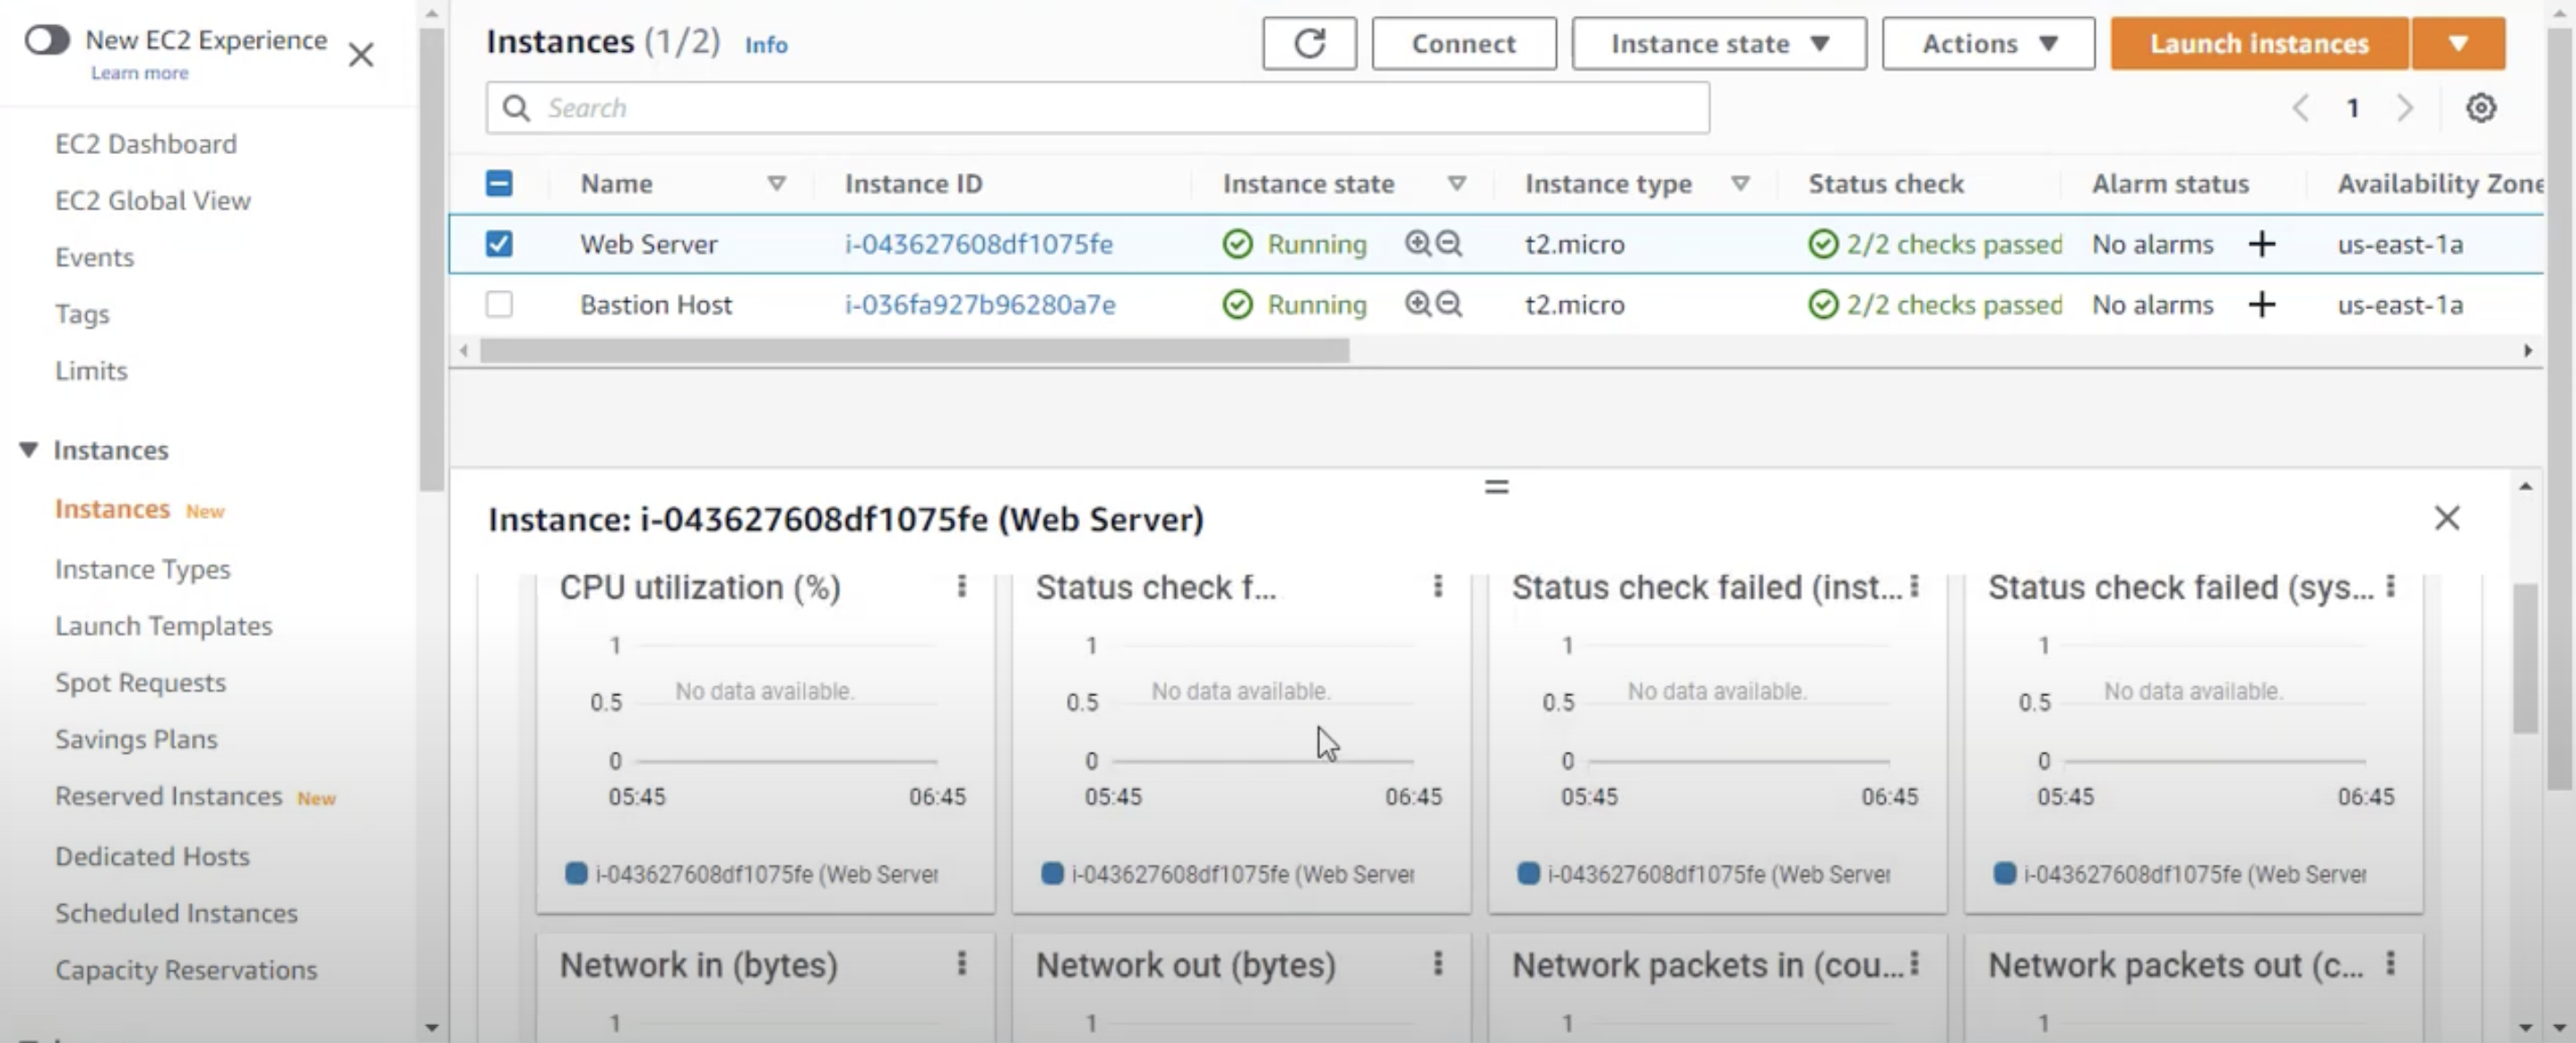 New EC2 Experience
Learn more
EC2 Dashboard
EC2 Global View
Events
Tags
Limits
Instances
Instances New
Instance Types
Launch Templates
Spot Requests
Savings Plans
Reserved Instances New
Dedicated Hosts
Scheduled Instances
Capacity Reservations
Instances (1/2) Info
Connect
Instance state
Actions
Launch instances
Search
1
Name Instance ID Instance state Instance type Status check Alarm status Availability Zone
Web Server i-043627608df1075fe Running t2.micro 2/2 checks passed No alarms + us-east-1a
Bastion Host i-036fa927b96280a7e Running t2.micro 2/2 checks passed No alarms + us-east-1a
Instance: i-043627608df1075fe (Web Server)
CPU utilization (%)
1
No data available.
0.5
0
05:45 06:45
i-043627608df1075fe (Web Server
Status check f...
1
No data available.
0.5
0
05:45 06:45
i-043627608df1075fe (Web Server
Status check failed (inst...
1
No data available.
0.5
0
05:45 06:45
i-043627608df1075fe (Web Server
Status check failed (sys...
1
No data available.
0.5
0
05:45 06:45
i-043627608df1075fe (Web Server
Network in (bytes)
1
Network out (bytes)
1
Network packets in (cou...
1
Network packets out (c...
1